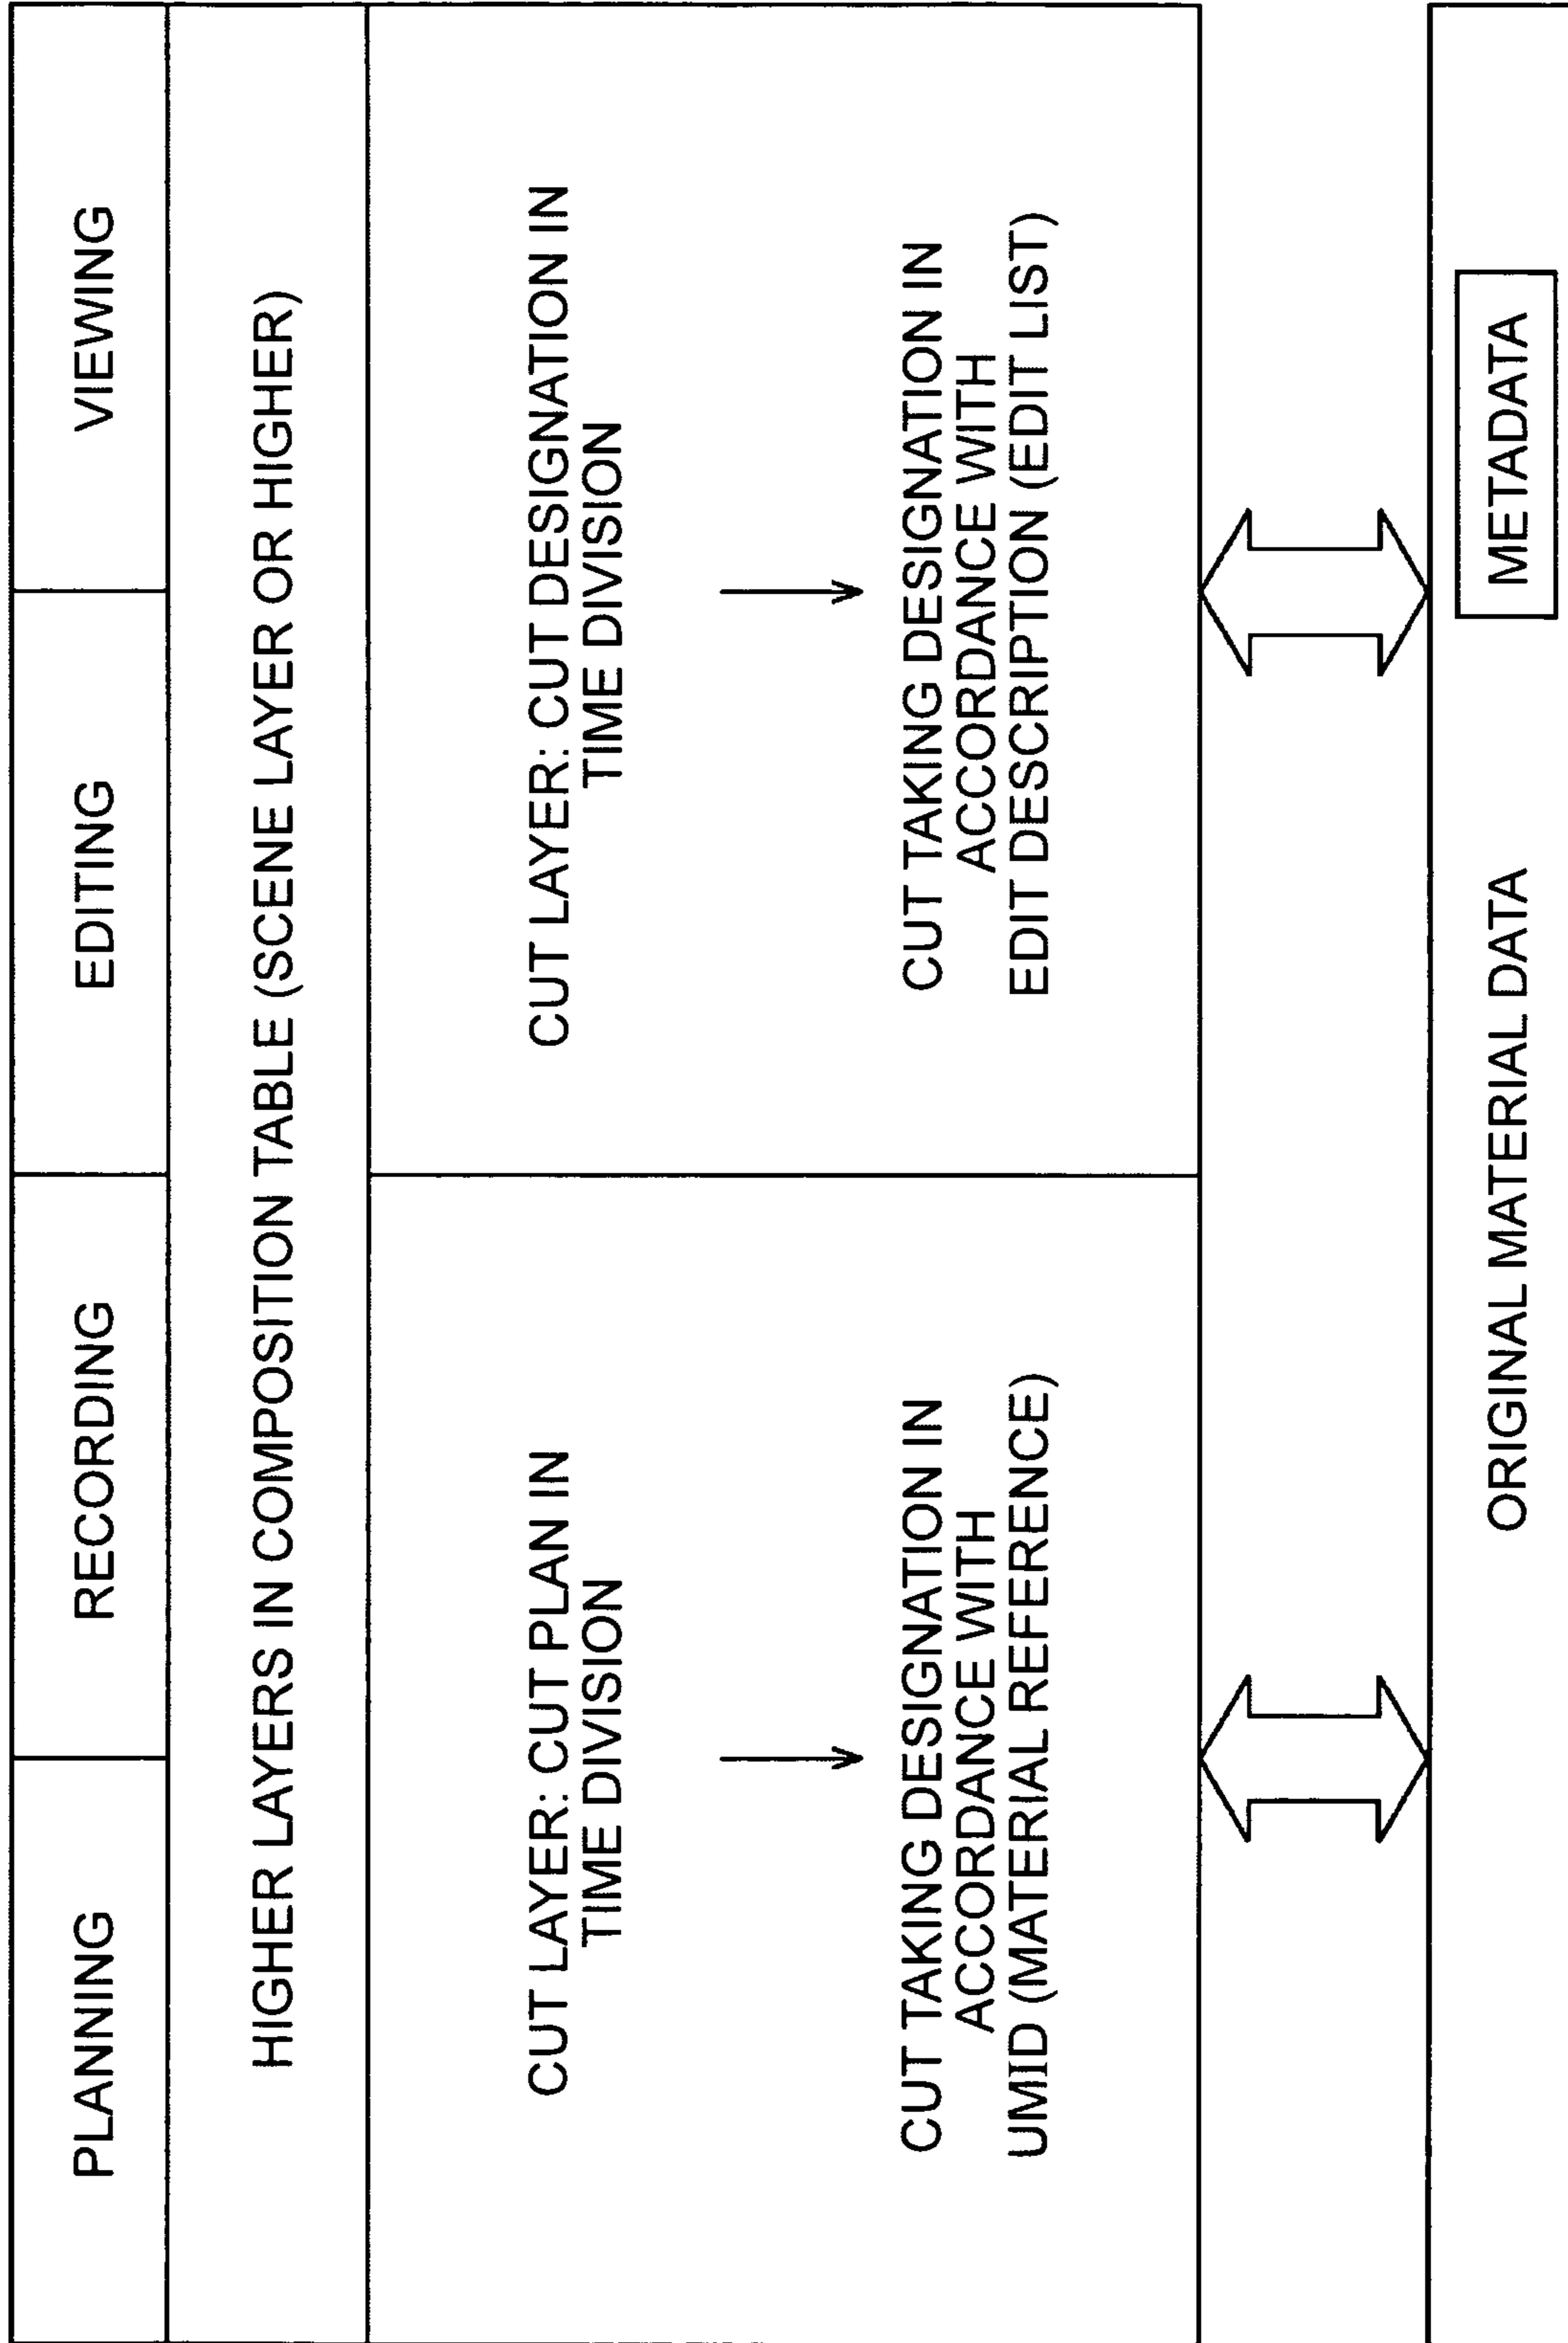 PLANNING
RECORDING
EDITING
VIEWING
HIGHER LAYERS IN COMPOSITION TABLE (SCENE LAYER OR HIGHER)
CUT LAYER: CUT PLAN IN
TIME DIVISION
CUT TAKING DESIGNATION IN
ACCORDANCE WITH
UMID (MATERIAL REFERENCE)
CUT LAYER: CUT DESIGNATION IN
TIME DIVISION
CUT TAKING DESIGNATION IN
ACCORDANCE WITH
EDIT DESCRIPTION (EDIT LIST)
ORIGINAL MATERIAL DATA
METADATA